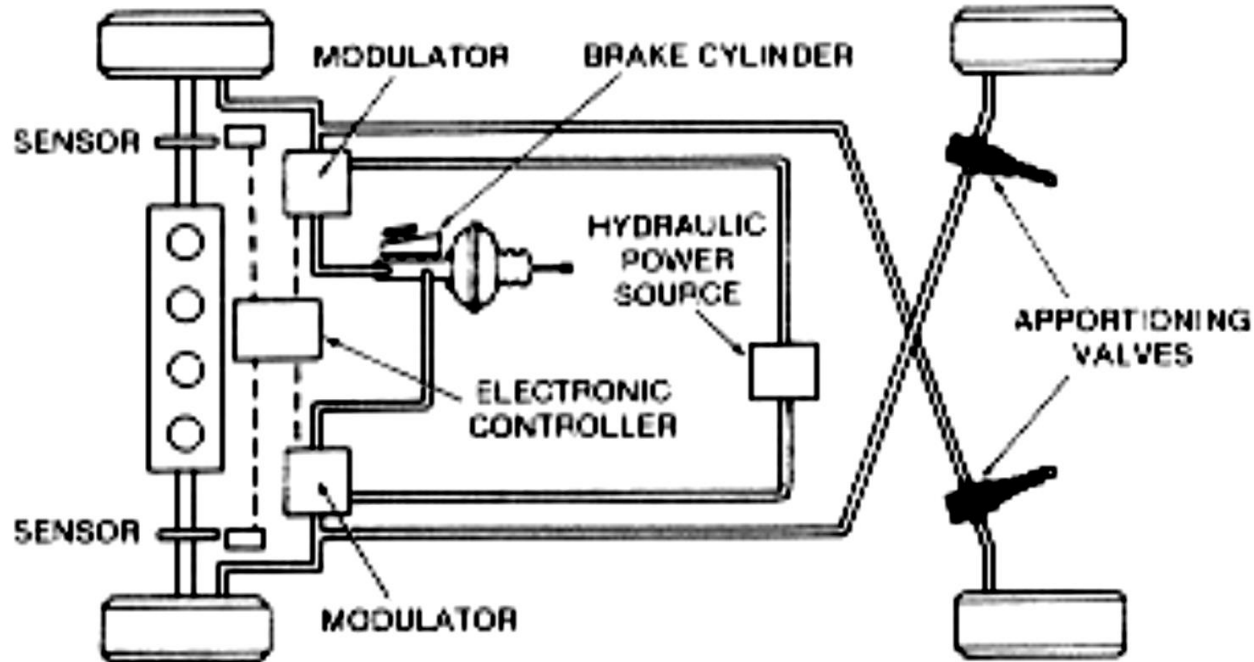 MODULATOR
BRAKE CYLINDER
SENSOR
HYDRAULIC
POWER
SOURCE
APPORTIONING
VALVES
ELECTRONIC
CONTROLLER
SENSOR
MODULATOR